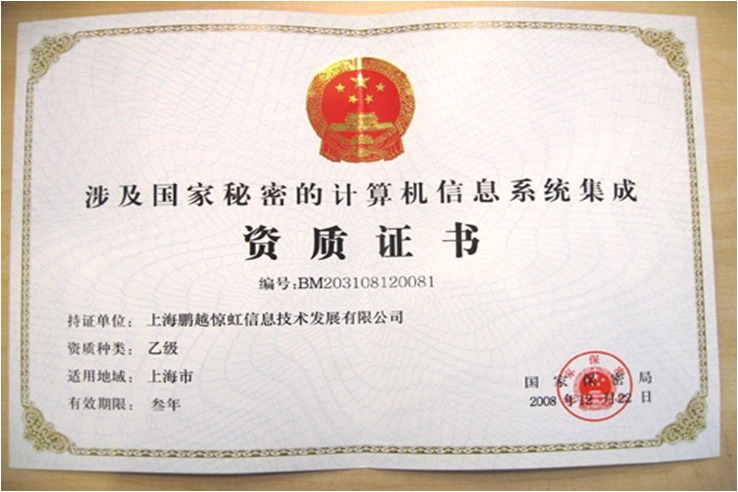 涉及国家秘密的计算机信息系统集成
资质证书
编号:BM203108120081
持证单位：上海鹏越惊虹信息技术发展有限公司
资质种类：乙级
适用地域：上海市
有效期限：叁年
国家保密局
2008年12月22日